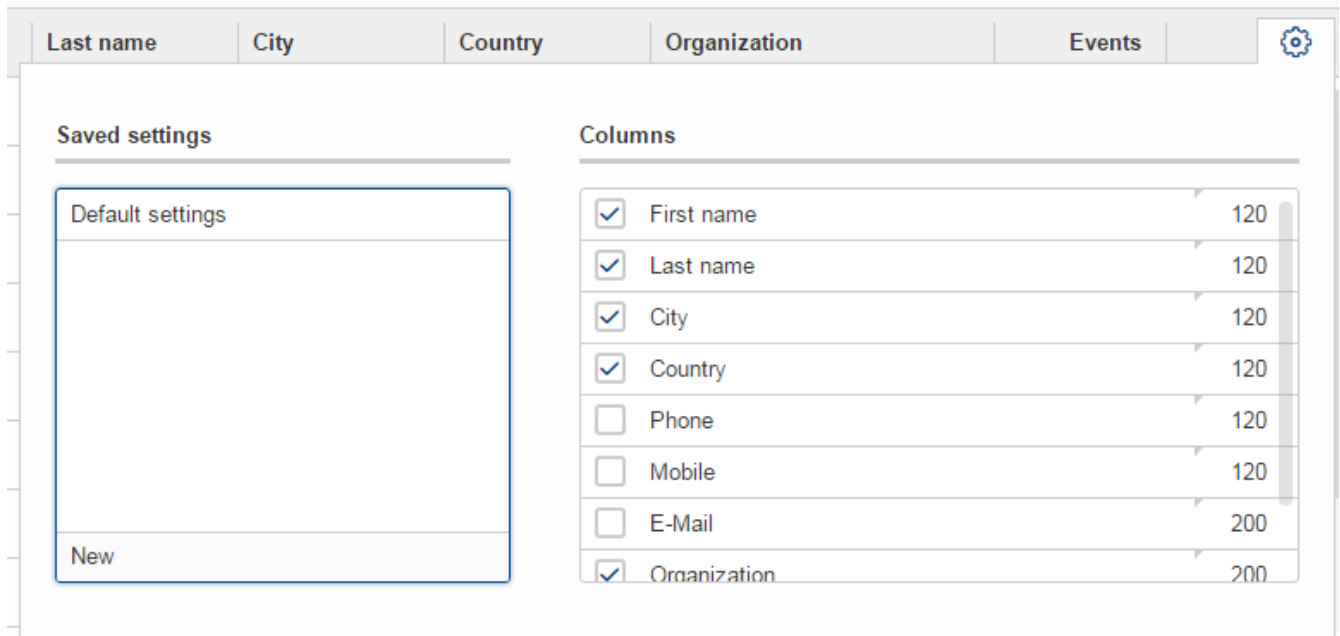 Last name City Country Organization Events
Saved settings Columns
Default settings
First name 120
Last name 120
City 120
Country 120
Phone 120
Mobile 120
E-Mail 200
New
Organization 200